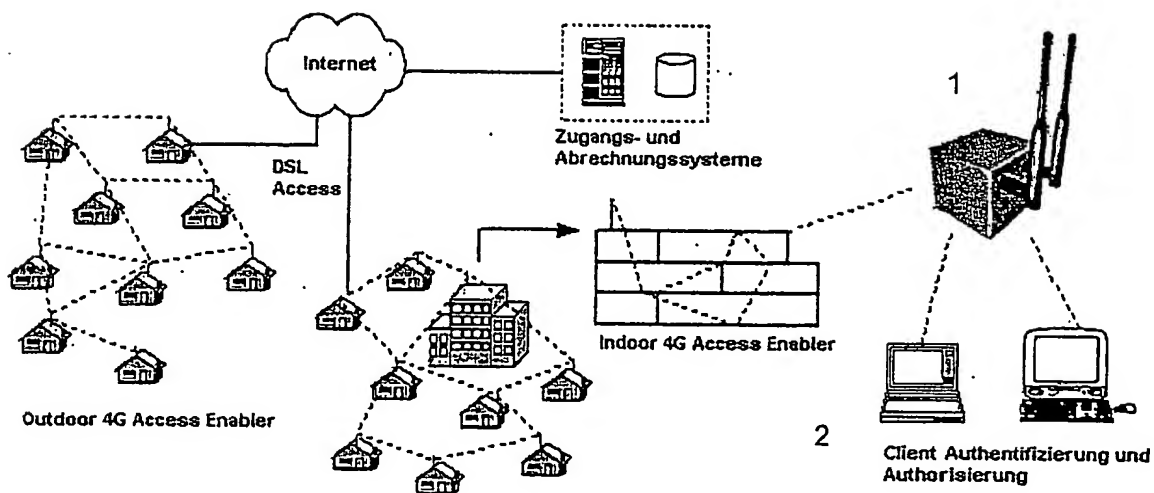 Internet
1
Zugangs- und
Abrechnungssysteme
DSL
Access
Indoor 4G Access Enabler
Outdoor 4G Access Enabler
2
Client Authentifizierung und
Authorisierung